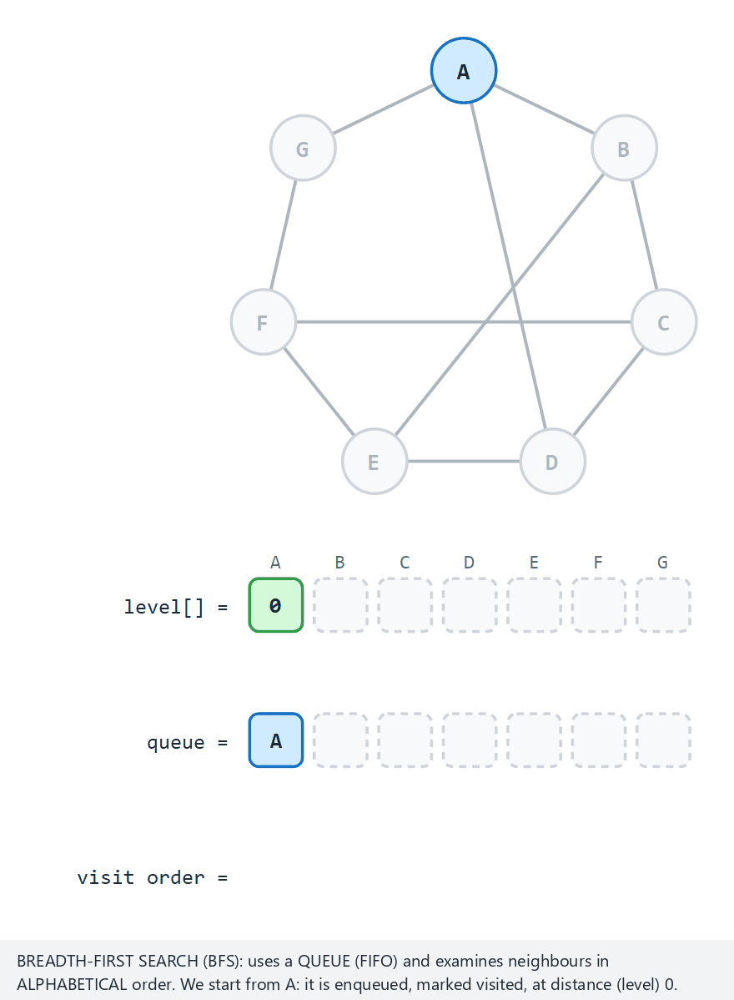 A
G
B
F
C
E
D
A B C D E F G
level[] = 0
queue = A
visit order =
BREADTH-FIRST SEARCH (BFS): uses a QUEUE (FIFO) and examines neighbours in
ALPHABETICAL order. We start from A: it is enqueued, marked visited, at distance (level) 0.